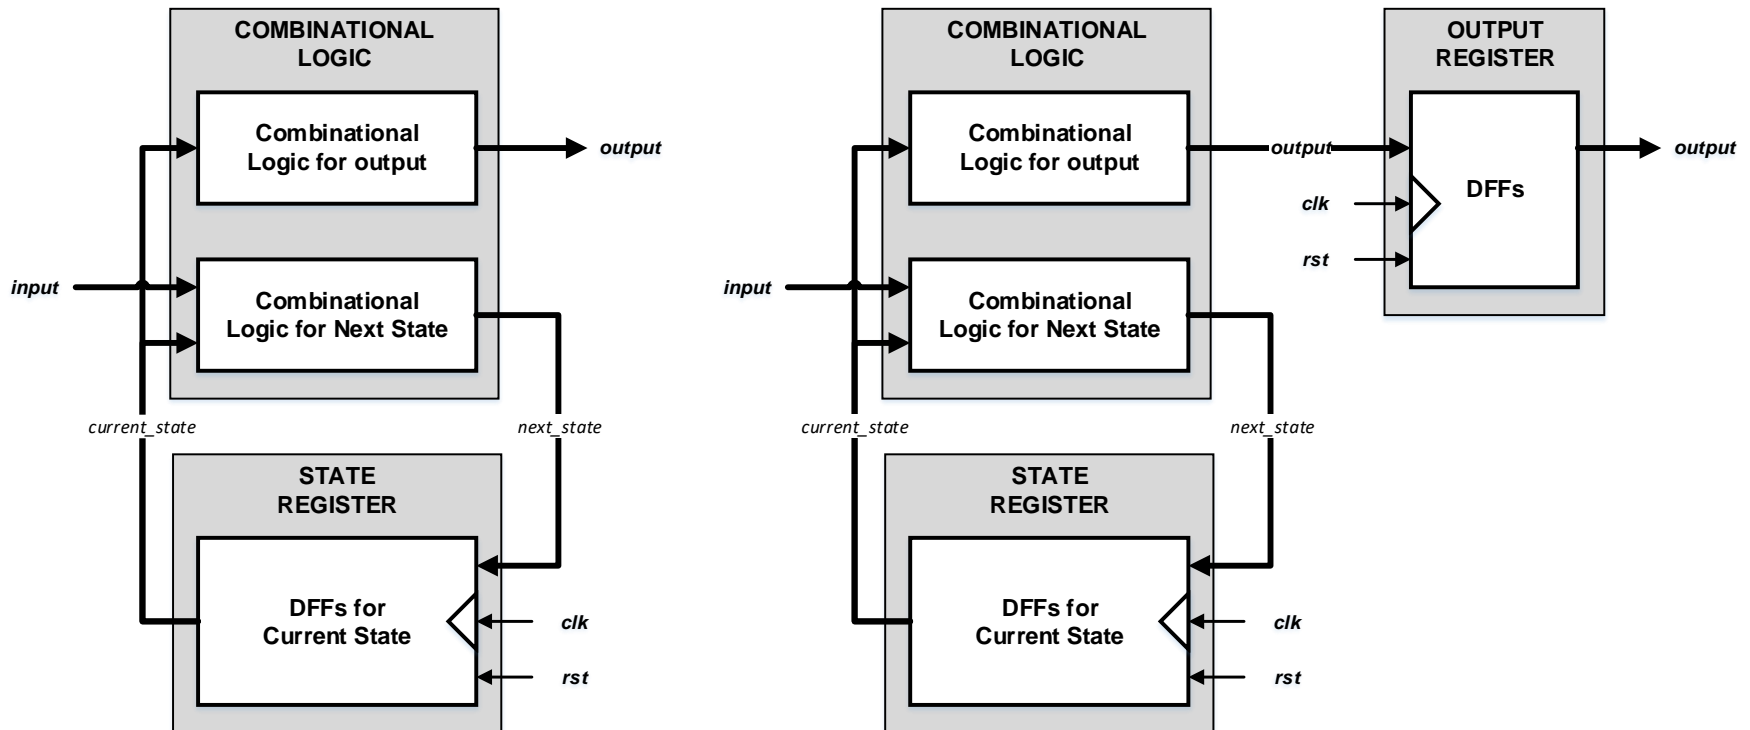 COMBINATIONAL
LOGIC
Combinational
Logic for output
output
input
Combinational
Logic for Next State
current_state
next_state
STATE
REGISTER
DFFs for
Current State
clk
rst
COMBINATIONAL
LOGIC
Combinational
Logic for output
output
input
Combinational
Logic for Next State
current_state
next_state
STATE
REGISTER
DFFs for
Current State
clk
rst
OUTPUT
REGISTER
DFFs
clk
rst
output